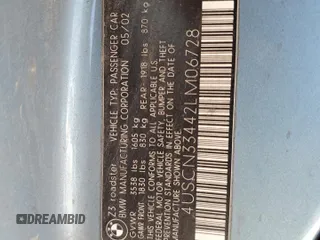 Z3 roadster
VEHICLE TYP: PASSENGER CAR
BMW MANUFACTURING CORPORATION 05/02
GVWR 3538 lbs 1605 kg
GAWR FRONT 1830 lbs 830 kg REAR 1918 lbs 870 kg
THIS VEHICLE CONFORMS TO ALL APPLICABLE
FEDERAL MOTOR VEHICLE SAFETY, BUMPER, AND
THEFT PREVENTION STANDARDS IN EFFECT ON THE
DATE OF MANUFACTURE SHOWN ABOVE.
4USCN33442LM06728
DREAMBID